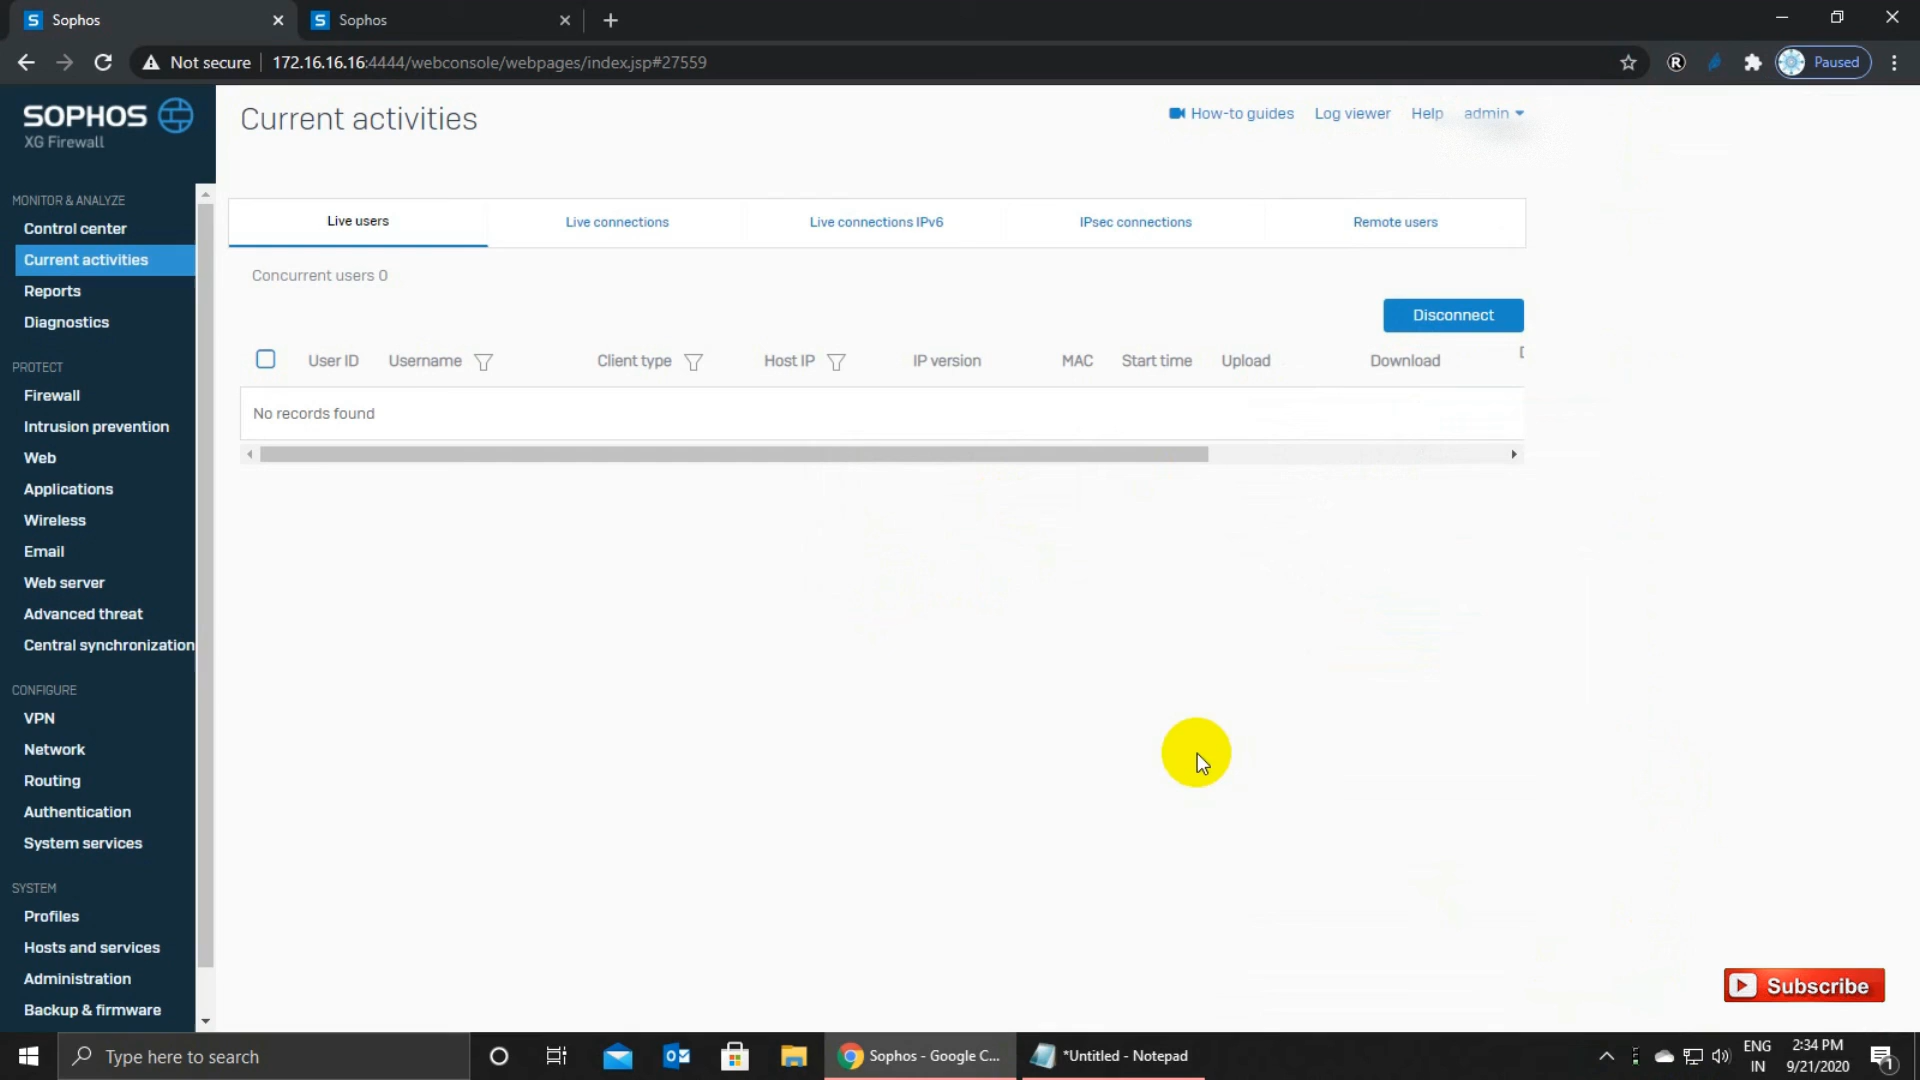 Sophos
Sophos
Not secure
172.16.16.16:4444/webconsole/webpages/index.jsp#27559
Paused
SOPHOS
XG Firewall
Current activities
How-to guides
Log viewer
Help
admin
MONITOR & ANALYZE
Control center
Current activities
Reports
Diagnostics
PROTECT
Firewall
Intrusion prevention
Web
Applications
Wireless
Email
Web server
Advanced threat
Central synchronization
CONFIGURE
VPN
Network
Routing
Authentication
System services
SYSTEM
Profiles
Hosts and services
Administration
Backup & firmware
Live users
Live connections
Live connections IPv6
IPsec connections
Remote users
Concurrent users 0
Disconnect
User ID
Username
Client type
Host IP
IP version
MAC
Start time
Upload
Download
No records found
Subscribe
Type here to search
Sophos - Google C...
*Untitled - Notepad
ENG
IN
2:34 PM
9/21/2020
1